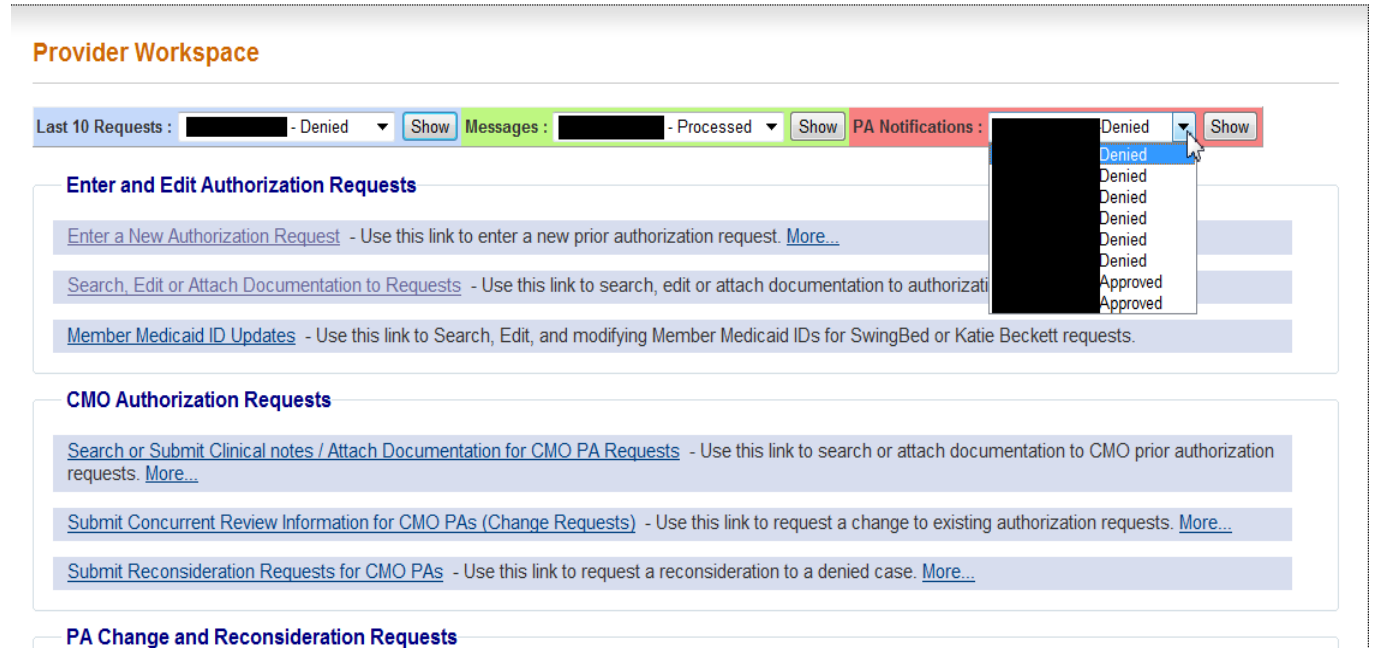 Provider Workspace
Last 10 Requests : - Denied Show Messages : - Processed Show PA Notifications : -Denied Show
Denied
Denied
Denied
Denied
Denied
Denied
Approved
Approved
Enter and Edit Authorization Requests
Enter a New Authorization Request - Use this link to enter a new prior authorization request. More...
Search, Edit or Attach Documentation to Requests - Use this link to search, edit or attach documentation to authorizati
Member Medicaid ID Updates - Use this link to Search, Edit, and modifying Member Medicaid IDs for SwingBed or Katie Beckett requests.
CMO Authorization Requests
Search or Submit Clinical notes / Attach Documentation for CMO PA Requests - Use this link to search or attach documentation to CMO prior authorization
requests. More...
Submit Concurrent Review Information for CMO PAs (Change Requests) - Use this link to request a change to existing authorization requests. More...
Submit Reconsideration Requests for CMO PAs - Use this link to request a reconsideration to a denied case. More...
PA Change and Reconsideration Requests